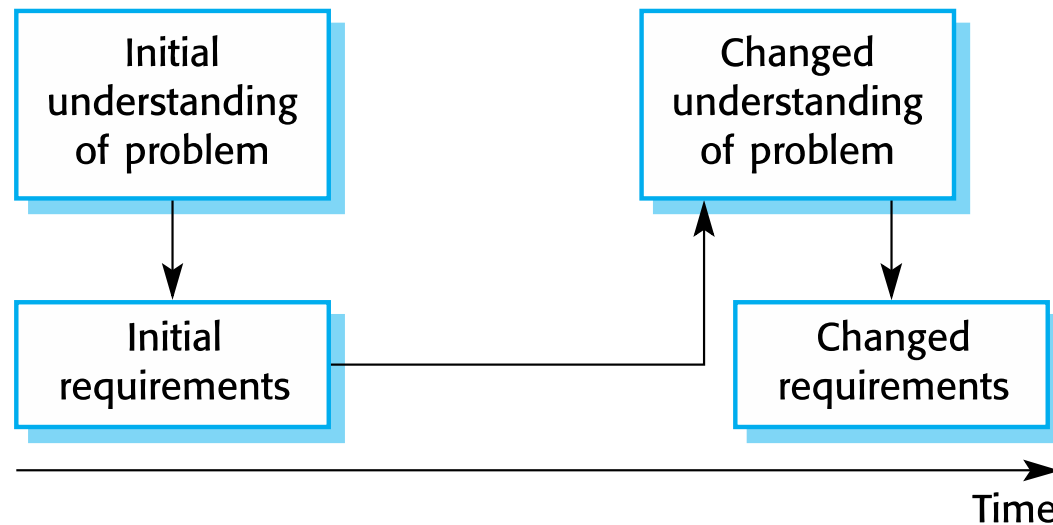 Initial
understanding
of problem
Changed
understanding
of problem
Initial
requirements
Changed
requirements
Time